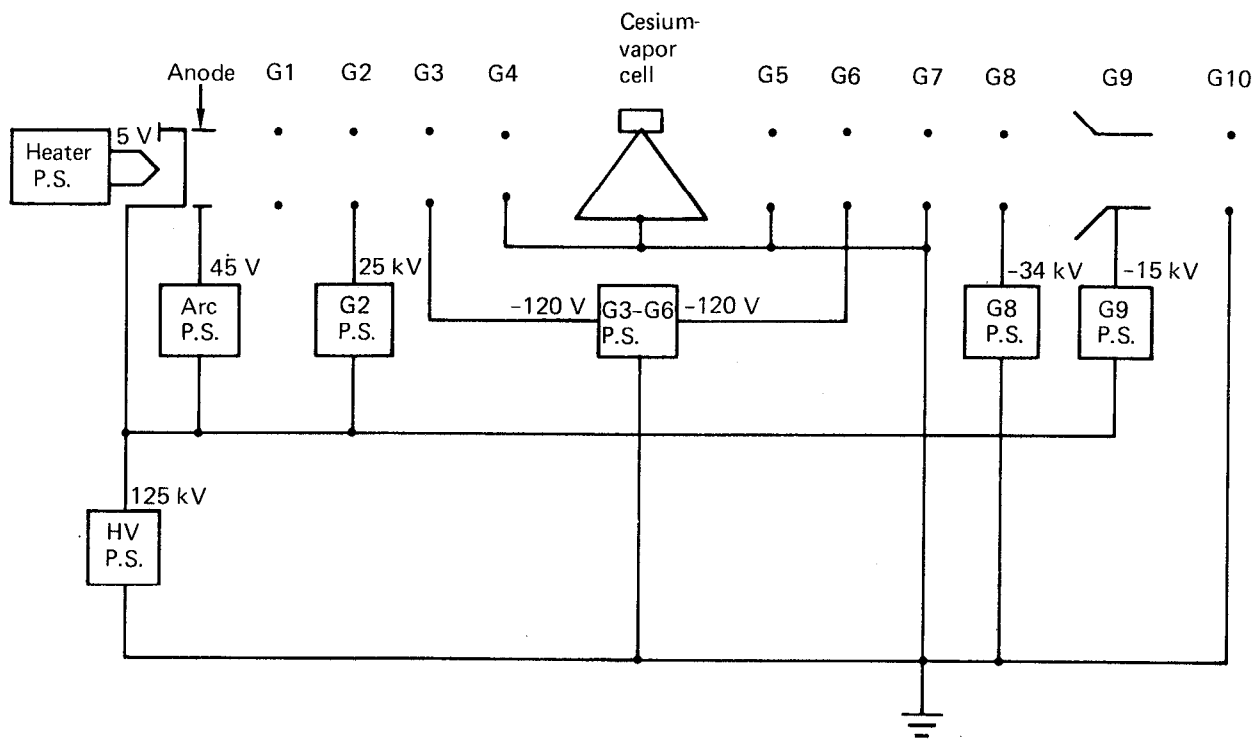 Cesium-
vapor
cell
Anode G1 G2 G3 G4 G5 G6 G7 G8 G9 G10
5 V
Heater
P.S.
45 V
25 kV
-34 kV
-15 kV
Arc
P.S.
G2
P.S.
-120 V
G3-G6
P.S.
-120 V
G8
P.S.
G9
P.S.
125 kV
HV
P.S.